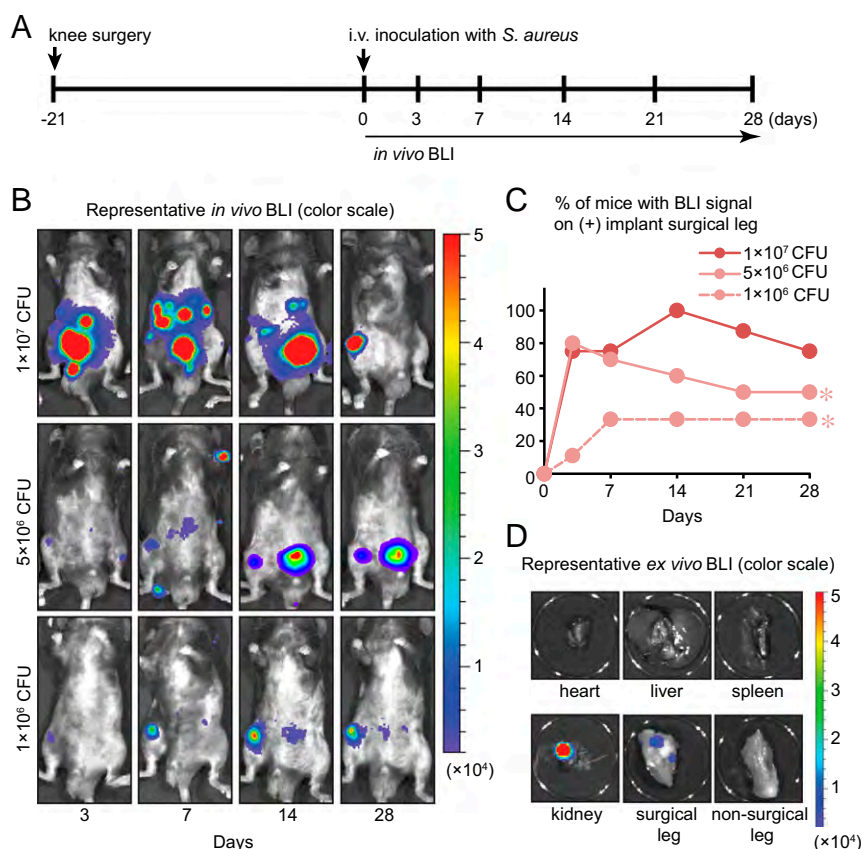 A
knee surgery
i.v. inoculation with S. aureus
-21
0
3
7
14
21
28
(days)
in vivo BLI
B
Representative in vivo BLI (color scale)
1×10⁷ CFU
5×10⁶ CFU
1×10⁶ CFU
3
7
14
28
Days
5
4
3
2
1
(×10⁴)
C
% of mice with BLI signal
on (+) implant surgical leg
1×10⁷ CFU
5×10⁶ CFU
1×10⁶ CFU
100
80
60
40
20
0
*
*
0
7
14
21
28
Days
D
Representative ex vivo BLI (color scale)
heart
liver
spleen
kidney
surgical
leg
non-surgical
leg
5
4
3
2
1
(×10⁴)